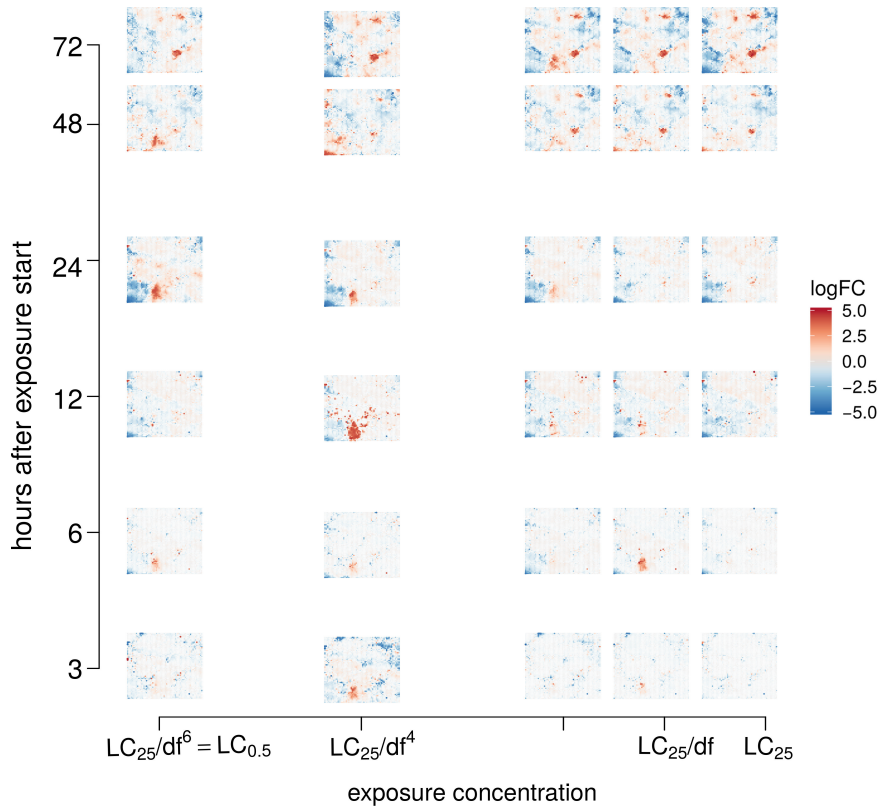 72
48
24
12
6
3
hours after exposure start
logFC
5.0
2.5
0.0
−2.5
−5.0
LC25/df6 = LC0.5
LC25/df4
LC25/df
LC25
exposure concentration